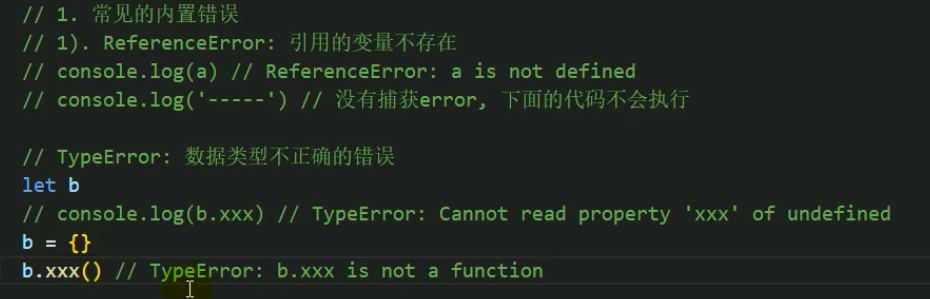 // 1. 常见的内置错误
// 1). ReferenceError: 引用的变量不存在
// console.log(a) // ReferenceError: a is not defined
// console.log('-----') // 没有捕获error, 下面的代码不会执行
// TypeError: 数据类型不正确的错误
let b
// console.log(b.xxx) // TypeError: Cannot read property 'xxx' of undefined
b = {}
b.xxx() // TypeError: b.xxx is not a function